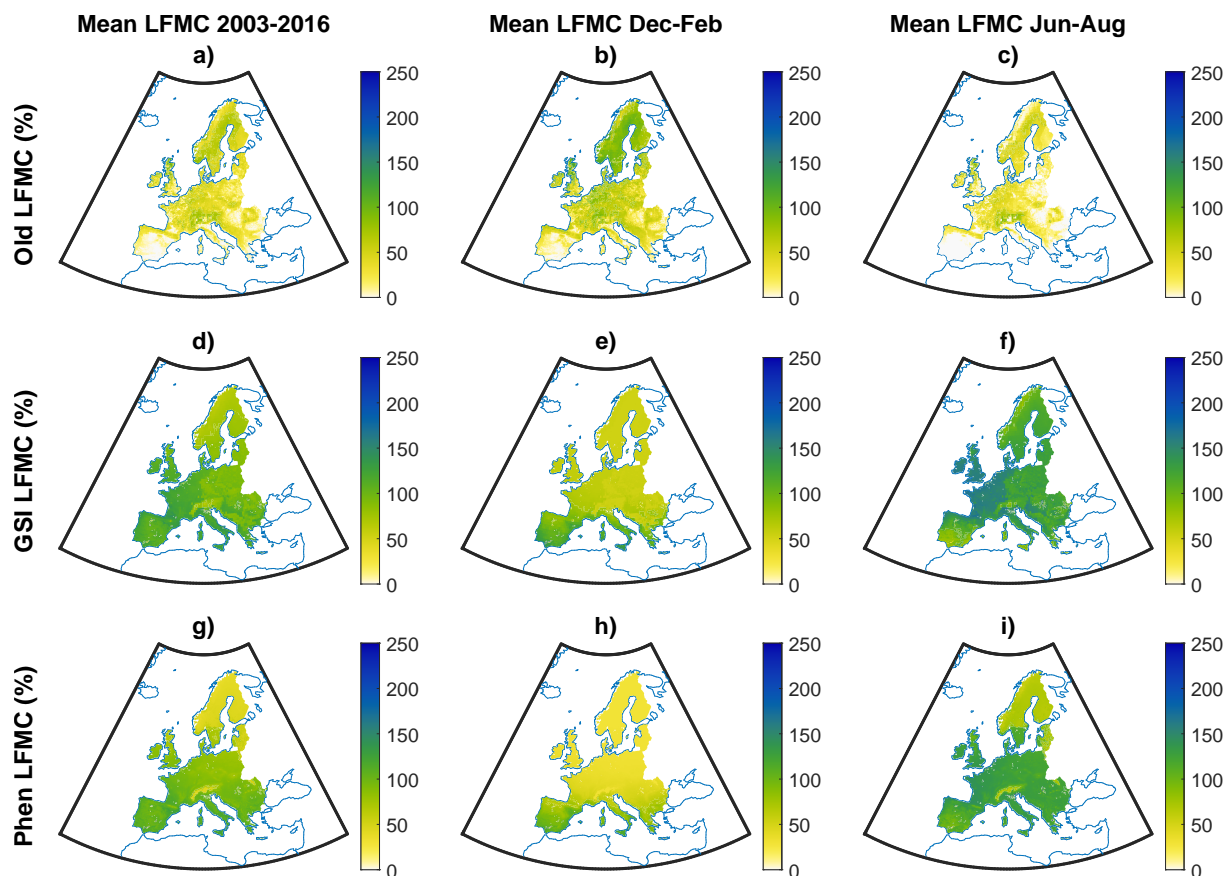 Mean LFMC 2003-2016 Mean LFMC Dec-Feb Mean LFMC Jun-Aug
a) b) c)
Old LFMC (%)
250 250 250
200 200 200
150 150 150
100 100 100
50 50 50
0 0 0
d) e) f)
GSI LFMC (%)
250 250 250
200 200 200
150 150 150
100 100 100
50 50 50
0 0 0
g) h) i)
Phen LFMC (%)
250 250 250
200 200 200
150 150 150
100 100 100
50 50 50
0 0 0